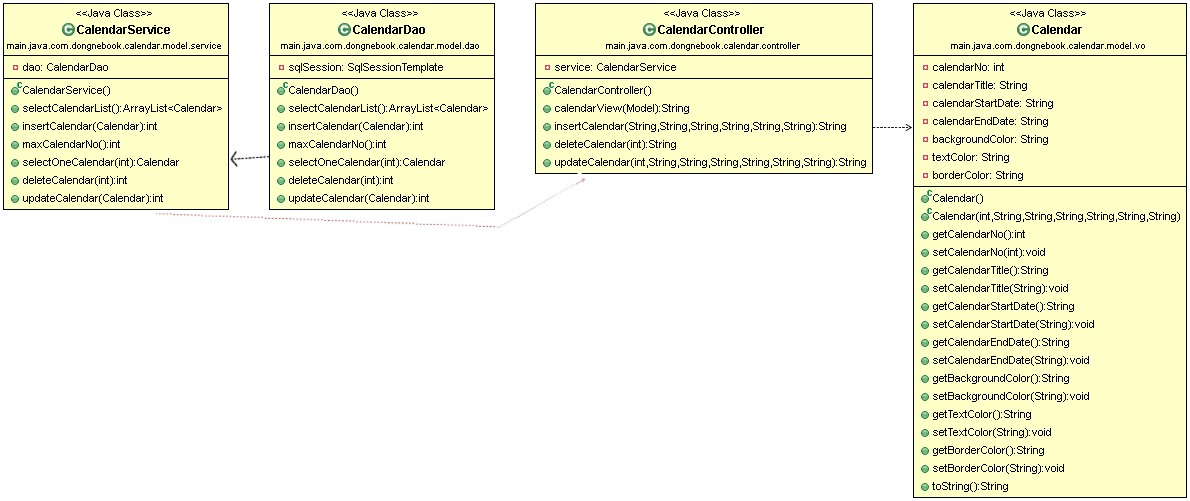 <<Java Class>>
CalendarService
main.java.com.dongnebook.calendar.model.service
dao: CalendarDao
CalendarService()
selectCalendarList():ArrayList<Calendar>
insertCalendar(Calendar):int
maxCalendarNo():int
selectOneCalendar(int):Calendar
deleteCalendar(int):int
updateCalendar(Calendar):int
<<Java Class>>
CalendarDao
main.java.com.dongnebook.calendar.model.dao
sqlSession: SqlSessionTemplate
CalendarDao()
selectCalendarList():ArrayList<Calendar>
insertCalendar(Calendar):int
maxCalendarNo():int
selectOneCalendar(int):Calendar
deleteCalendar(int):int
updateCalendar(Calendar):int
<<Java Class>>
CalendarController
main.java.com.dongnebook.calendar.controller
service: CalendarService
CalendarController()
calendarView(Model):String
insertCalendar(String,String,String,String,String,String):String
deleteCalendar(int):String
updateCalendar(int,String,String,String,String,String,String):String
<<Java Class>>
Calendar
main.java.com.dongnebook.calendar.model.vo
calendarNo: int
calendarTitle: String
calendarStartDate: String
calendarEndDate: String
backgroundColor: String
textColor: String
borderColor: String
Calendar()
Calendar(int,String,String,String,String,String,String)
getCalendarNo():int
setCalendarNo(int):void
getCalendarTitle():String
setCalendarTitle(String):void
getCalendarStartDate():String
setCalendarStartDate(String):void
getCalendarEndDate():String
setCalendarEndDate(String):void
getBackgroundColor():String
setBackgroundColor(String):void
getTextColor():String
setTextColor(String):void
getBorderColor():String
setBorderColor(String):void
toString():String